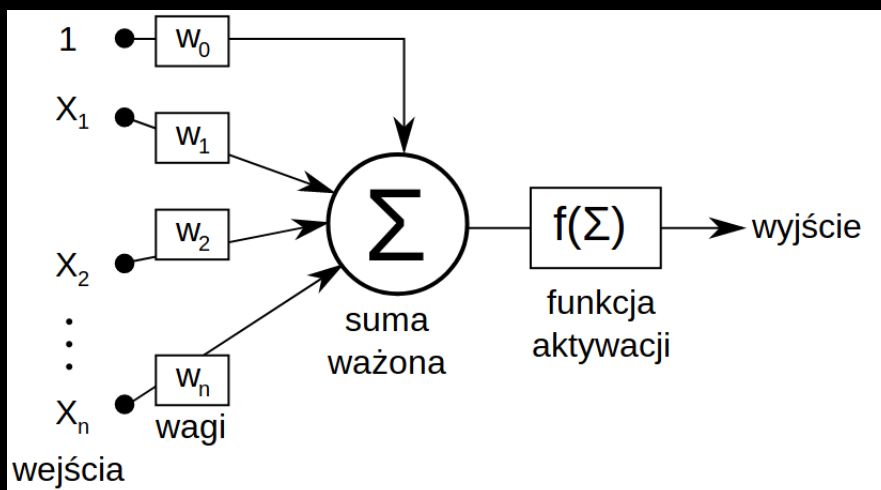 1
w₀
X₁
w₁
X₂
w₂
Xₙ
wₙ
wejścia
wagi
Σ
suma
ważona
f(Σ)
funkcja
aktywacji
wyjście